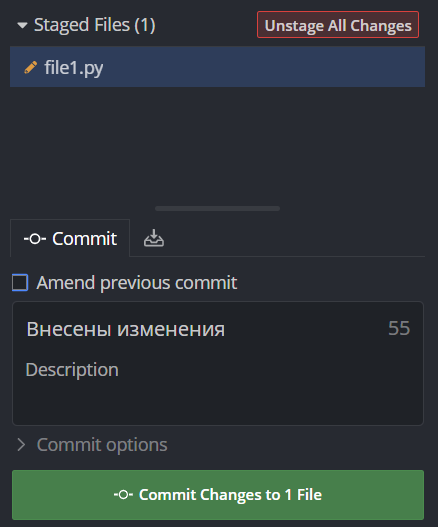 Staged Files (1)
Unstage All Changes
file1.py
Commit
Amend previous commit
Внесены изменения 55
Description
Commit options
Commit Changes to 1 File